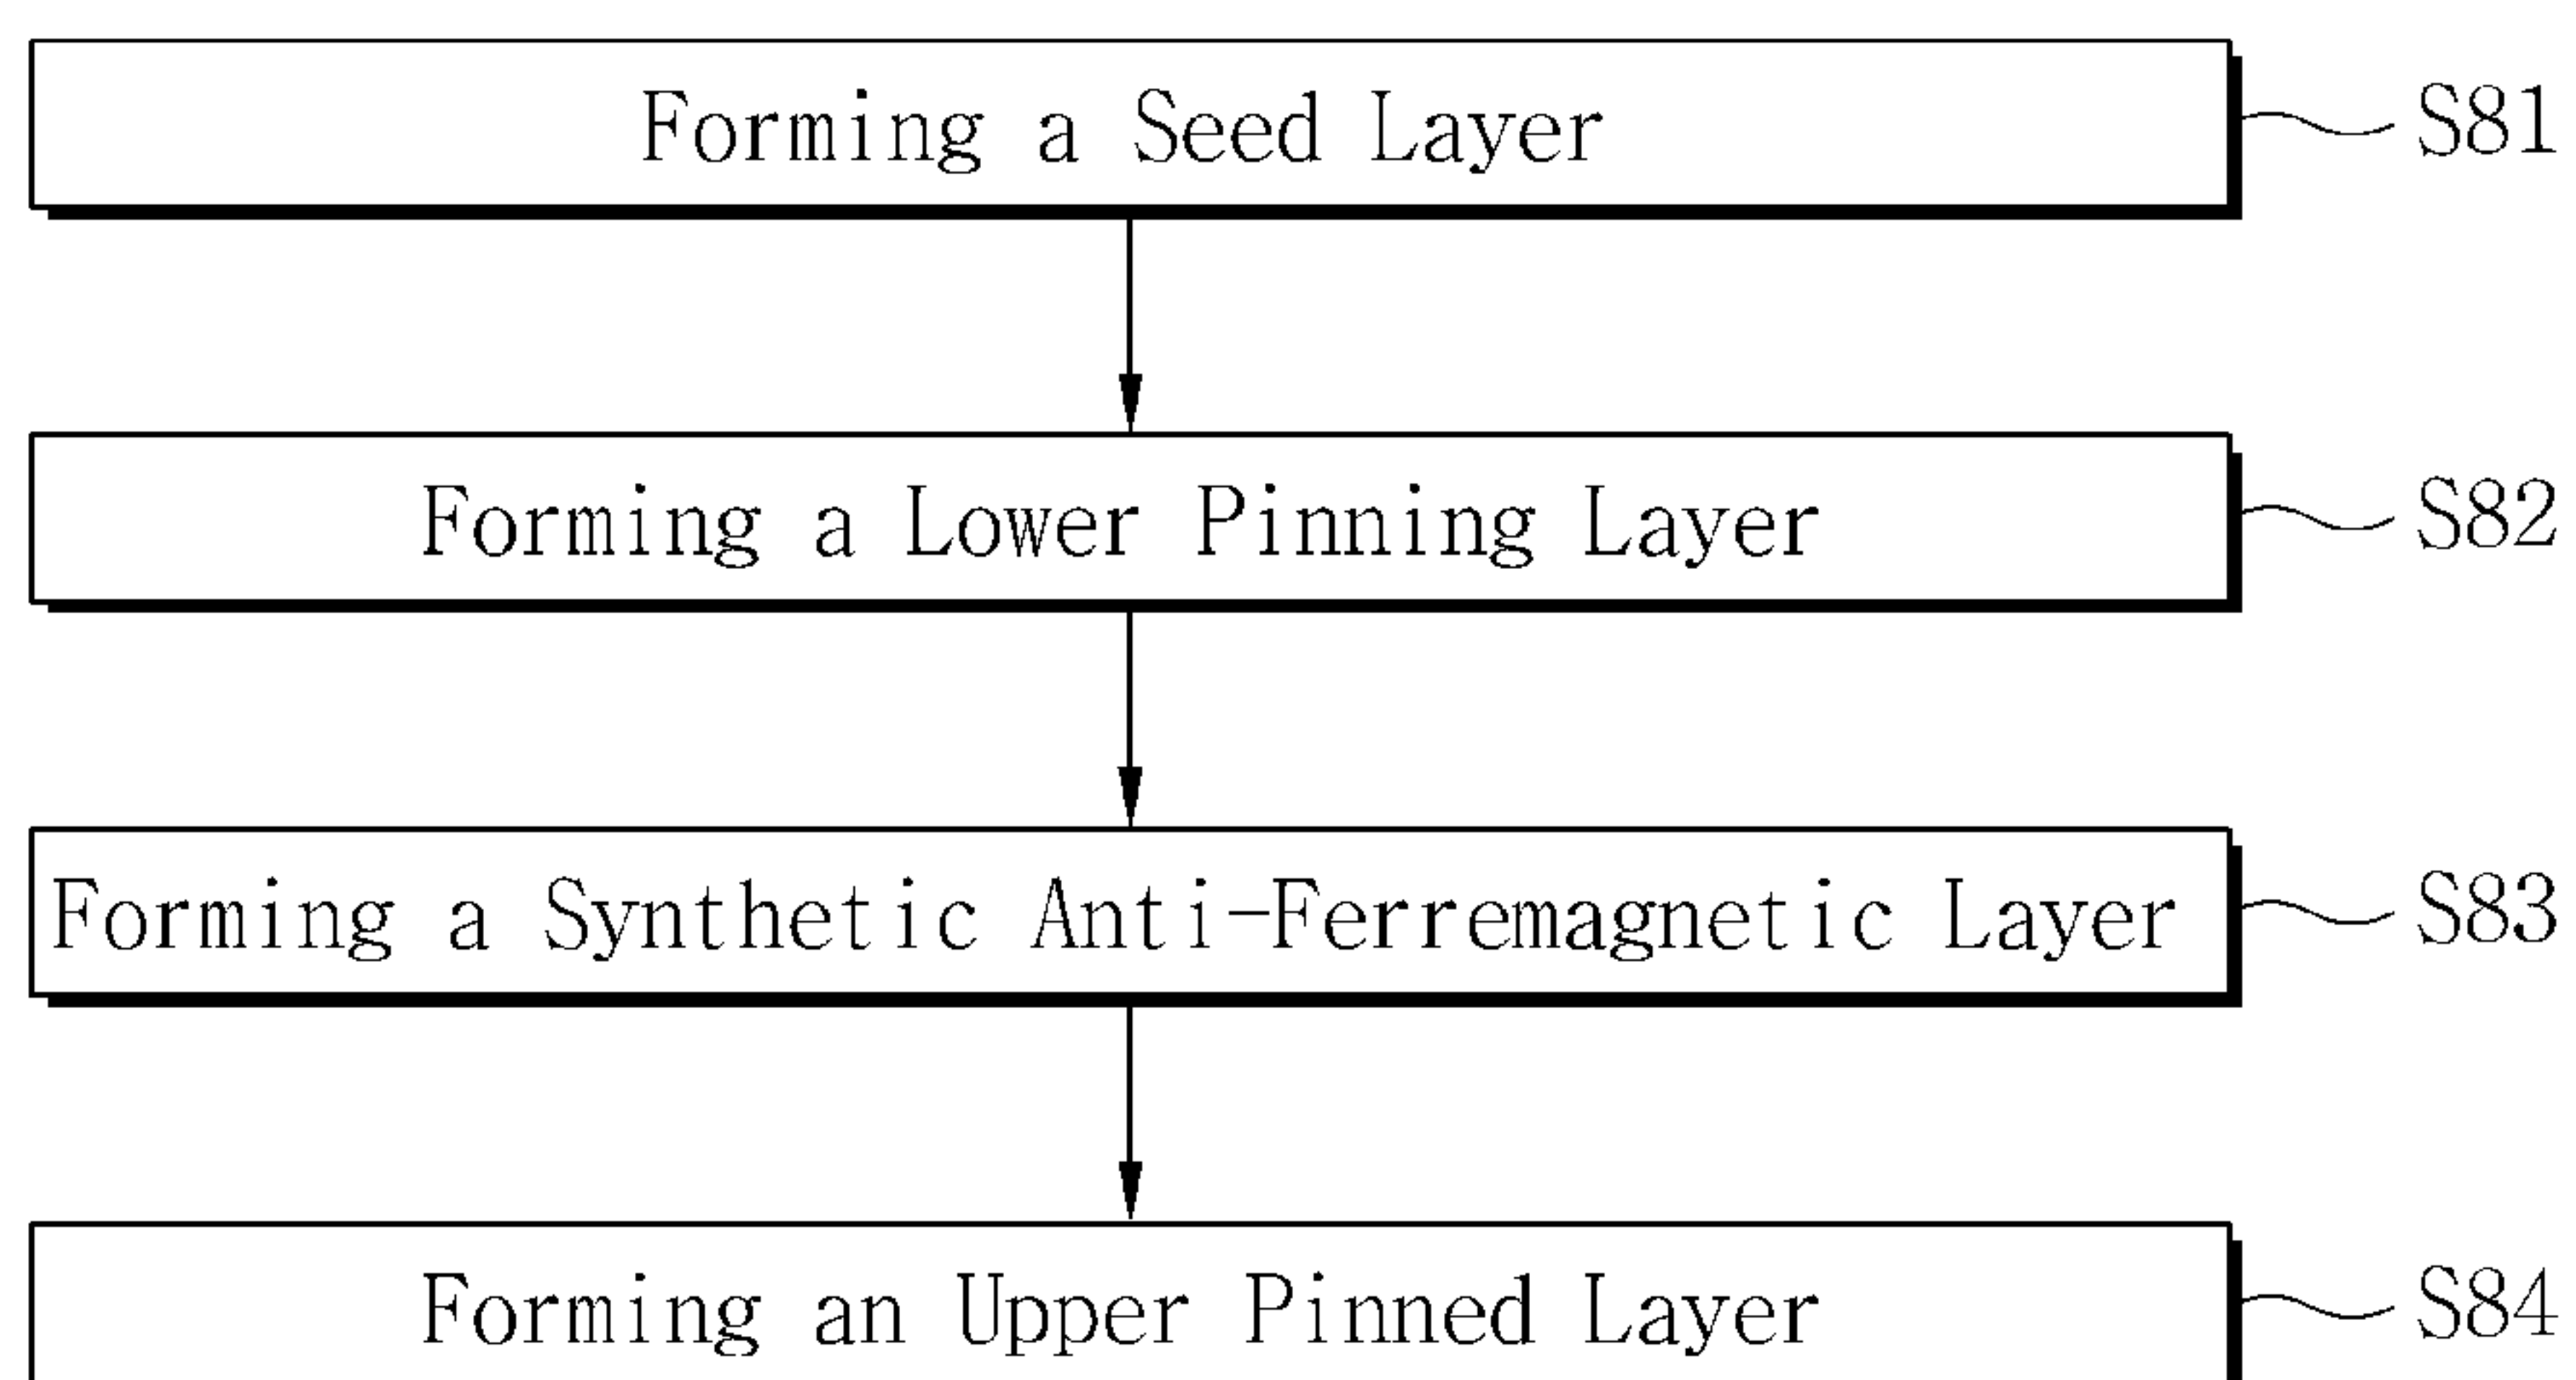 Forming a Seed Layer S81
Forming a Lower Pinning Layer S82
Forming a Synthetic Anti-Ferremagnetic Layer S83
Forming an Upper Pinned Layer S84